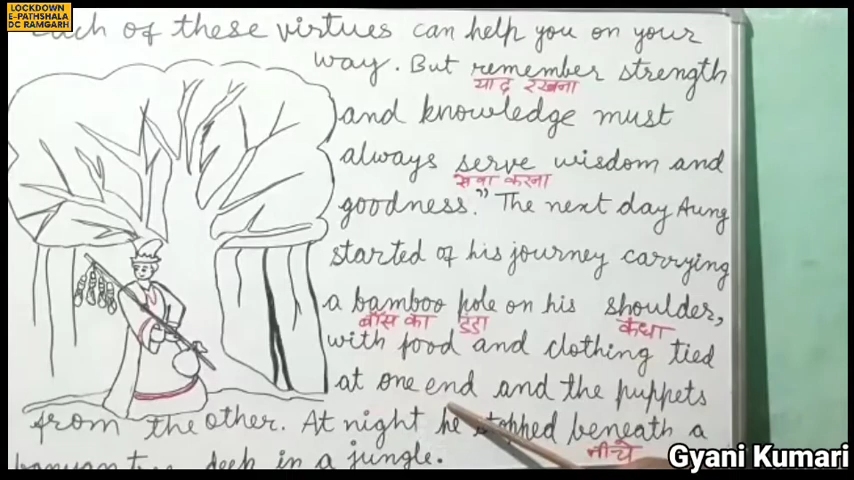 LOCKDOWN
E-PATHSHALA
DC RAMGARH
Each of these virtues can help you on your
way. But remember strength
याद रखना
and knowledge must
always serve wisdom and
सेवा करना
goodness." The next day Aung
started of his journey carrying
a bamboo pole on his shoulder,
बाँस का डंडा कंधा
with food and clothing tied
at one end and the puppets
from the other. At night he stopped beneath a
नीचे
banyan tree deep in a jungle.
Gyani Kumari